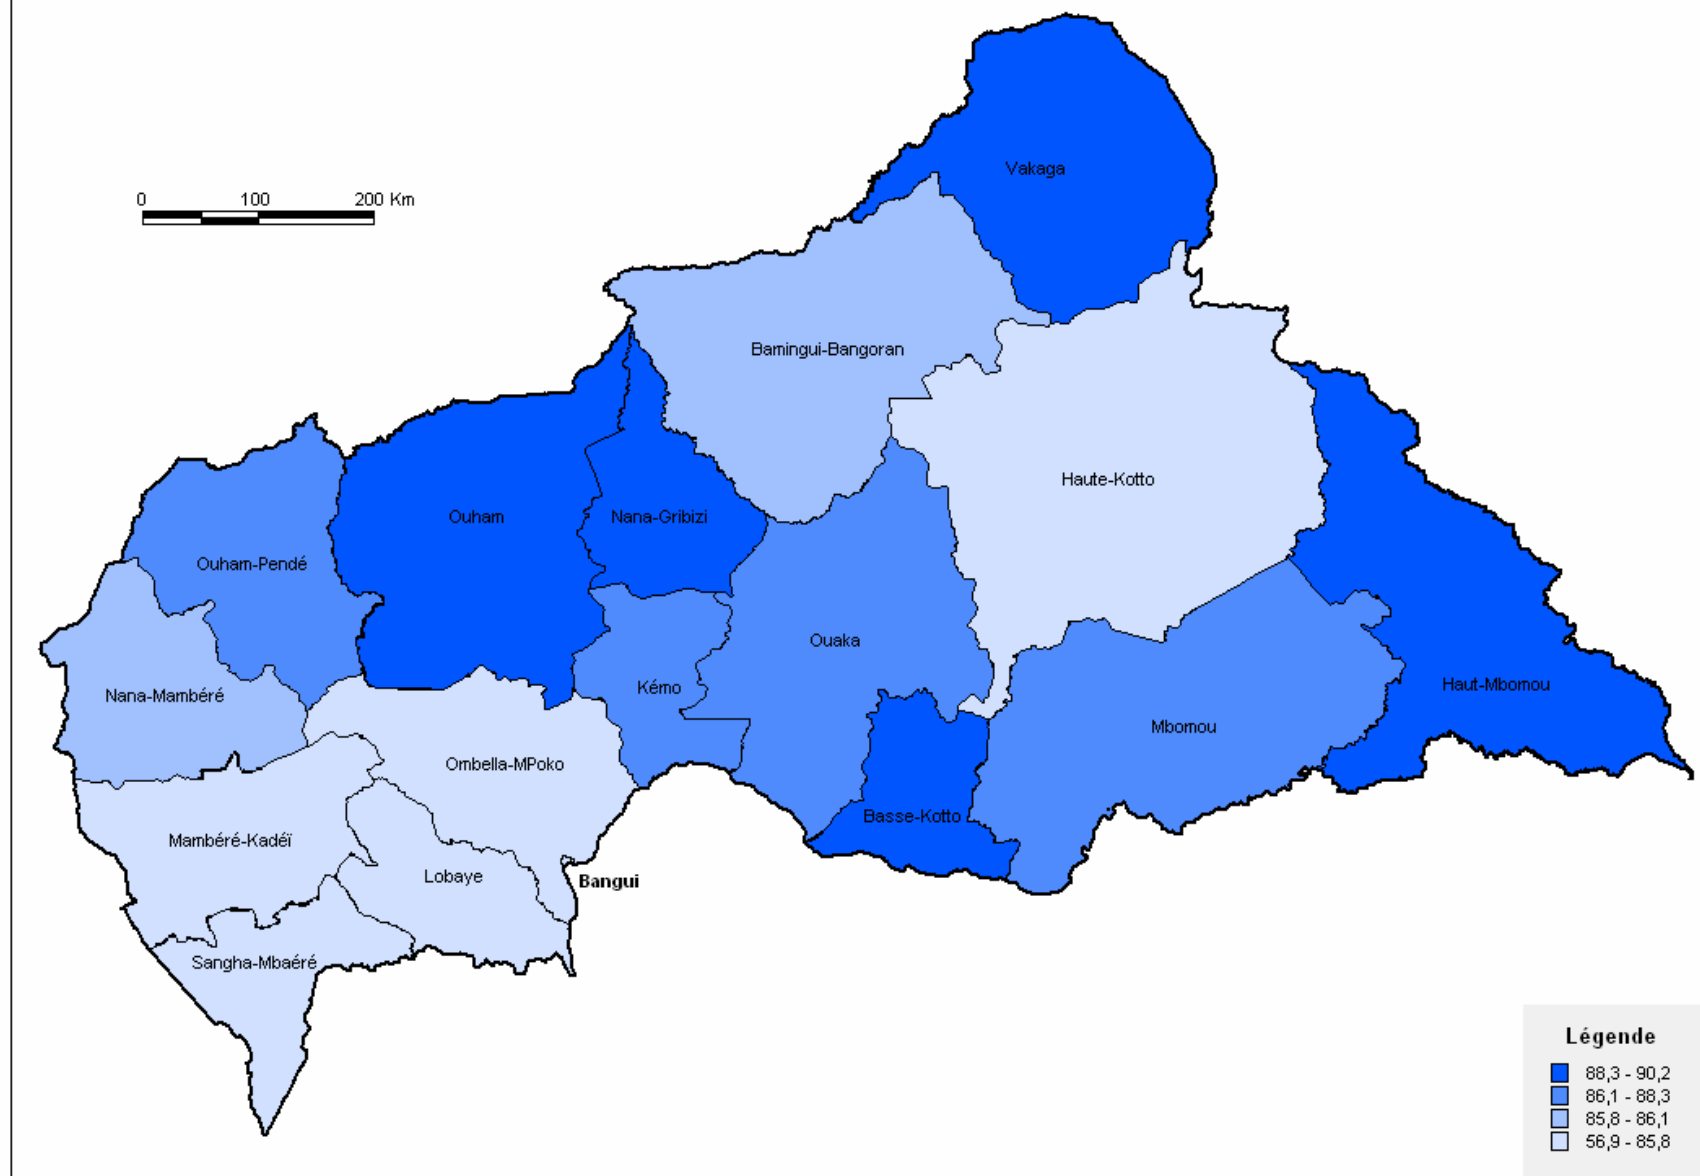 Vakaga
0 100 200 Km
Bamingui-Bangoran
Haute-Kotto
Ouham
Nana-Gribizi
Ouham-Pendé
Ouaka
Kémo
Haut-Mbomou
Nana-Mambéré
Mbomou
Ombella-MPoko
Basse-Kotto
Mambéré-Kadéï
Lobaye
Bangui
Sangha-Mbaéré
Légende
88,3 - 90,2
86,1 - 88,3
85,8 - 86,1
56,9 - 85,8